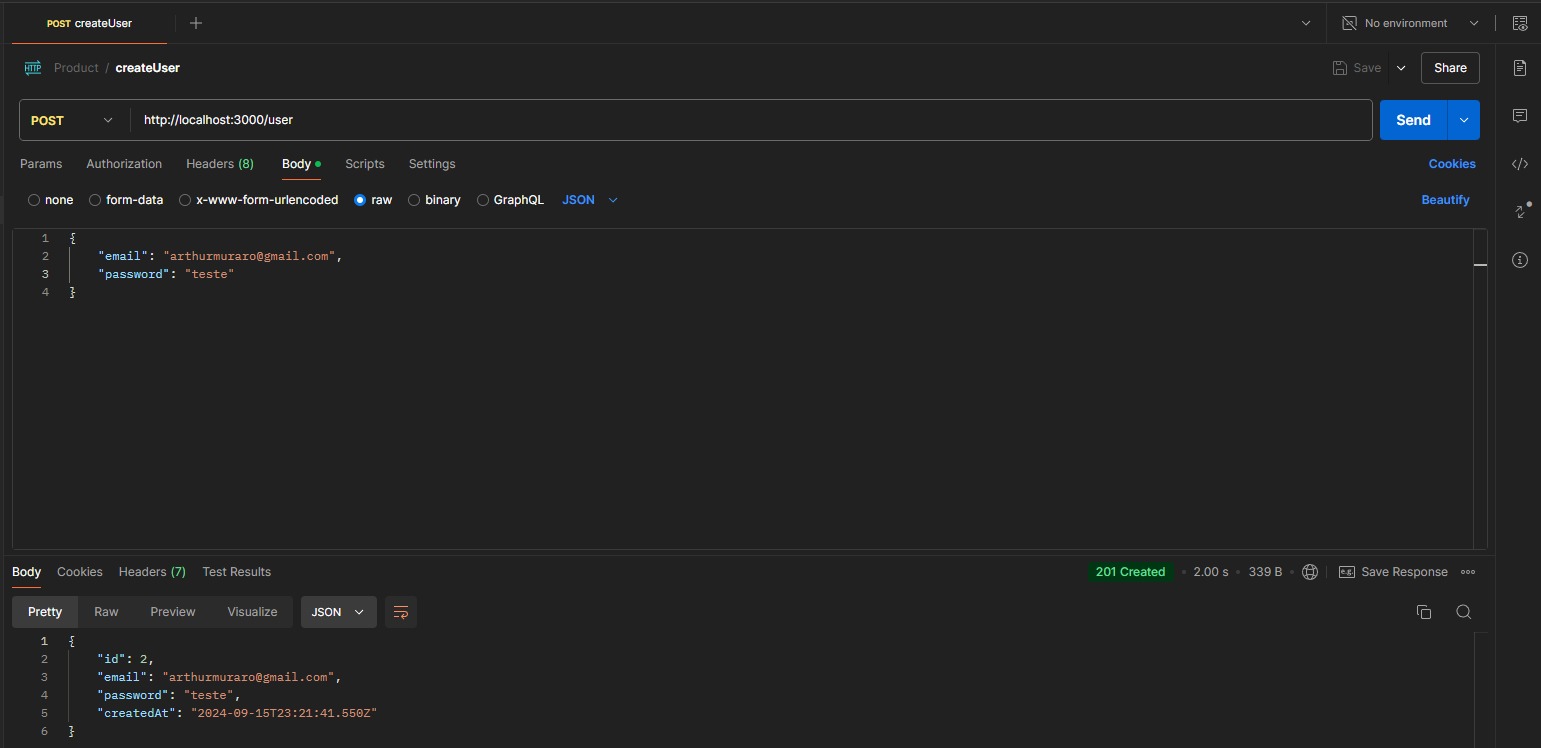 POST createUser
No environment
HTTP Product / createUser
Save
Share
POST http://localhost:3000/user
Send
Params Authorization Headers (8) Body Scripts Settings
Cookies
none form-data x-www-form-urlencoded raw binary GraphQL JSON
Beautify
1 {
2 "email": "arthurmuraro@gmail.com",
3 "password": "teste"
4 }
Body Cookies Headers (7) Test Results
201 Created • 2.00 s • 339 B •
e.g. Save Response
Pretty Raw Preview Visualize JSON
1 {
2 "id": 2,
3 "email": "arthurmuraro@gmail.com",
4 "password": "teste",
5 "createdAt": "2024-09-15T23:21:41.550Z"
6 }